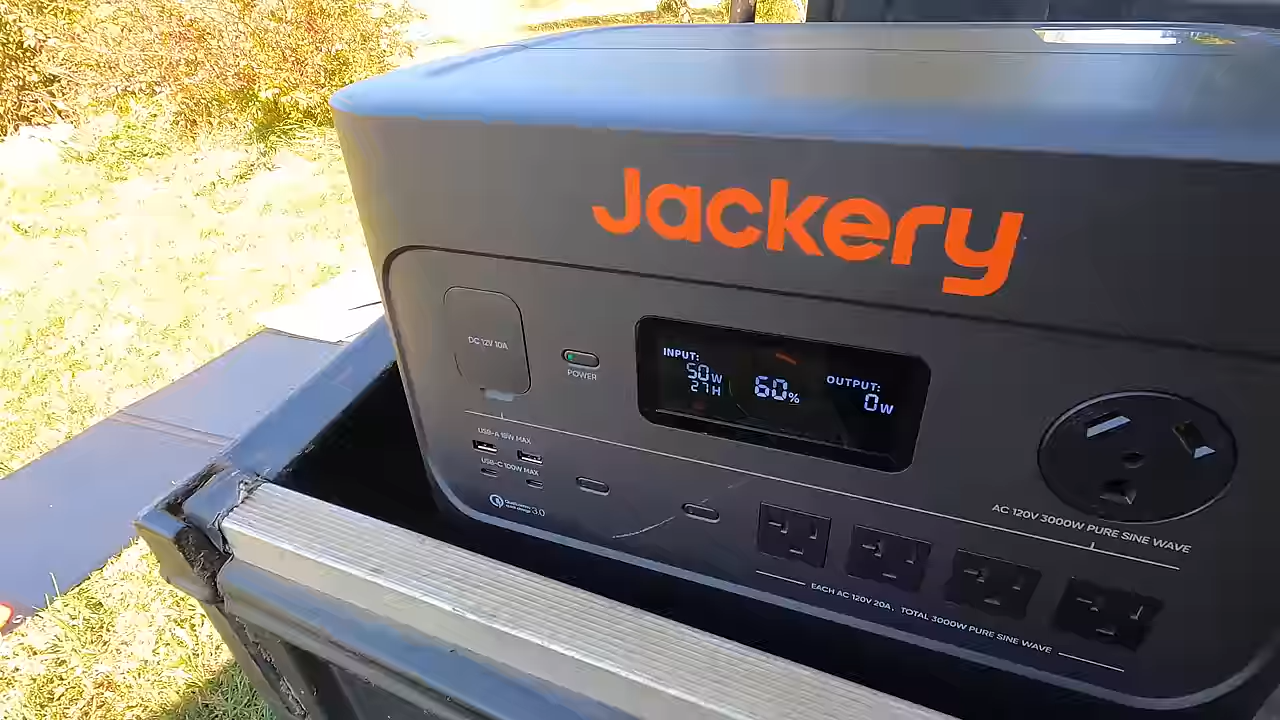 Jackery
DC 12V 10A
POWER
INPUT:
50W
27H
60%
OUTPUT:
0W
USB-A 18W MAX
USB-C 100W MAX
Qualcomm
quick charge 3.0
AC 120V 3000W PURE SINE WAVE
EACH AC 120V 20A, TOTAL 3000W PURE SINE WAVE